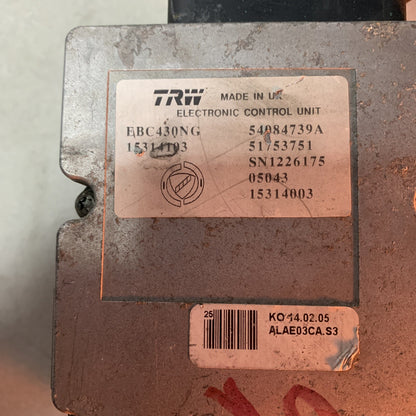 TRW MADE IN UK
ELECTRONIC CONTROL UNIT
EBC430NG 54084739A
15314103 51753751
SN1226175
05043
15314003
25 KO 14.02.05
ALAE03CA.S3